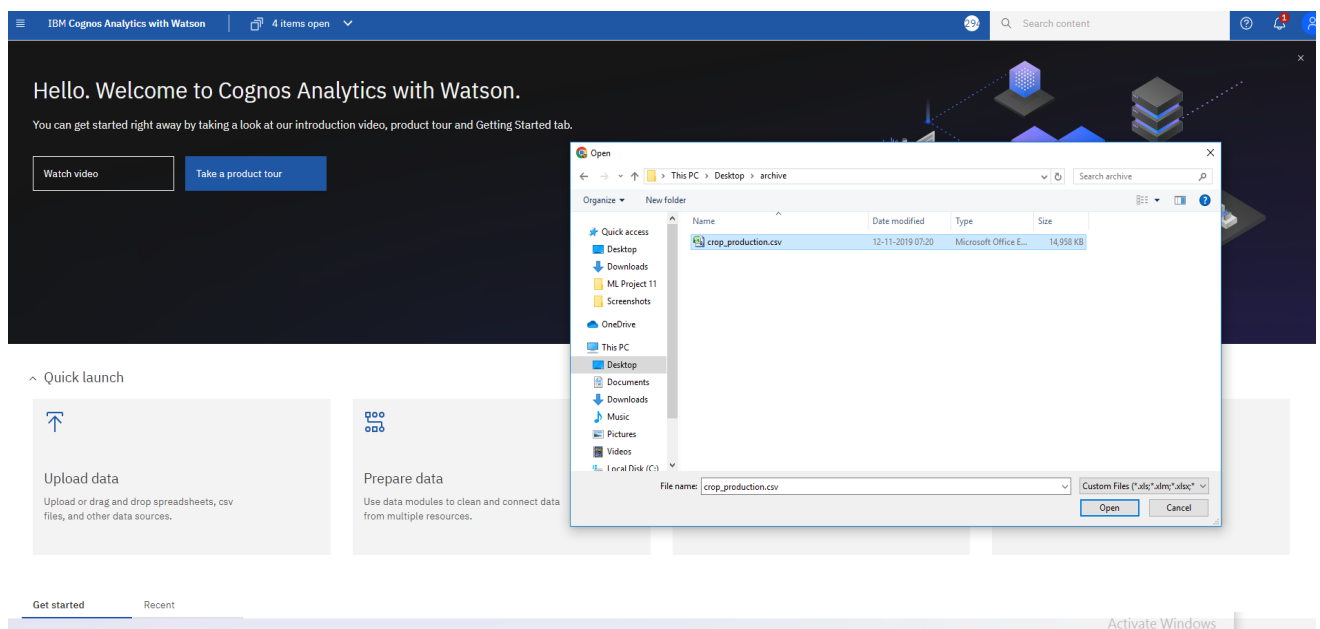 IBM Cognos Analytics with Watson
4 items open
294
Search content
1
Hello. Welcome to Cognos Analytics with Watson.
You can get started right away by taking a look at our introduction video, product tour and Getting Started tab.
Watch video
Take a product tour
Open
This PC > Desktop > archive
Search archive
Organize
New folder
Name
Date modified
Type
Size
crop_production.csv
12-11-2019 07:20
Microsoft Office E...
14,958 KB
Quick access
Desktop
Downloads
ML Project 11
Screenshots
OneDrive
This PC
Desktop
Documents
Downloads
Music
Pictures
Videos
Local Disk (C:)
File name:
crop_production.csv
Custom Files (*.xls;*.xlm;*.xlsx;*
Open
Cancel
Quick launch
Upload data
Upload or drag and drop spreadsheets, csv
files, and other data sources.
Prepare data
Use data modules to clean and connect data
from multiple resources.
Get started
Recent
Activate Windows